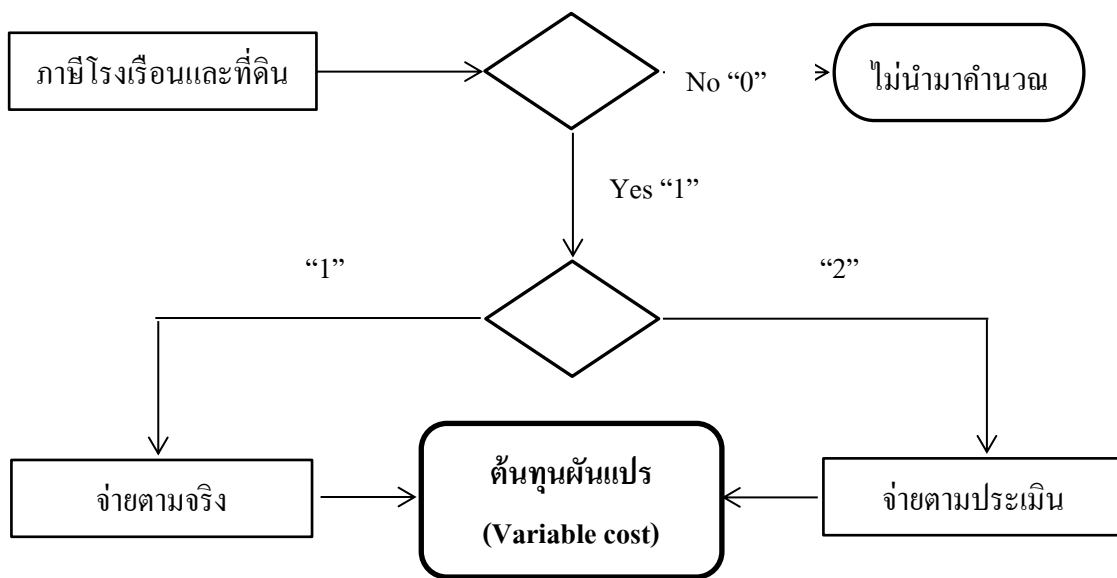 ภาษีโรงเรือนและที่ดิน
No “0”
ไม่นำมาคำนวณ
Yes “1”
“1”
“2”
จ่ายตามจริง
ต้นทุนผันแปร
(Variable cost)
จ่ายตามประเมิน